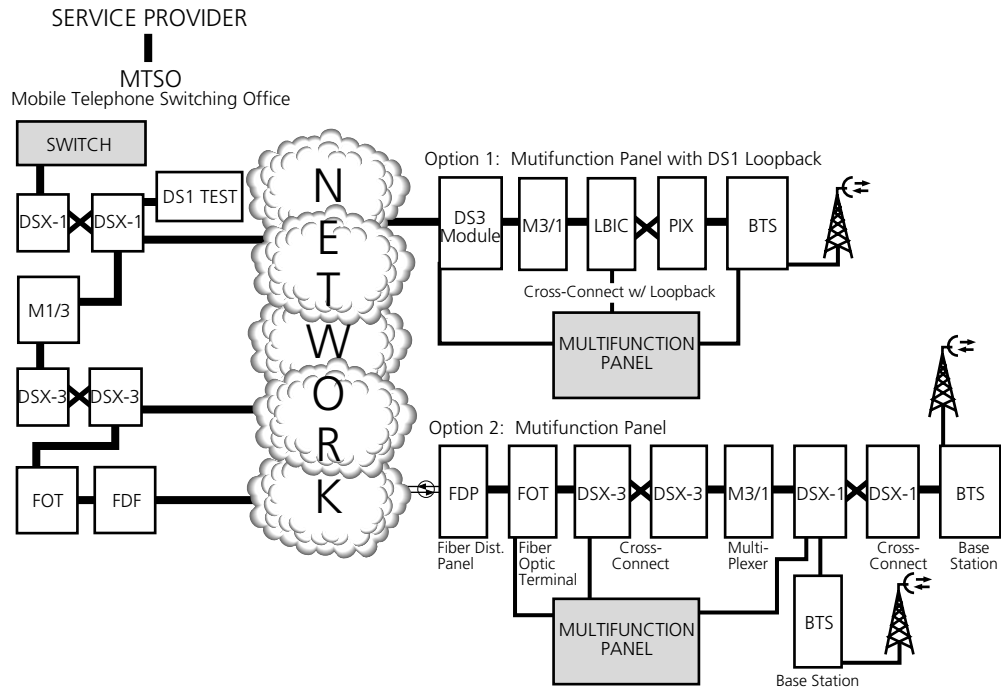 SERVICE PROVIDER
MTSO
Mobile Telephone Switching Office
SWITCH
DSX-1
DSX-1
DS1 TEST
M1/3
DSX-3
DSX-3
FOT
FDF
N
E
T
W
O
R
K
Option 1: Mutifunction Panel with DS1 Loopback
DS3
Module
M3/1
LBIC
PIX
BTS
Cross-Connect w/ Loopback
MULTIFUNCTION
PANEL
Option 2: Mutifunction Panel
FDP
FOT
DSX-3
DSX-3
M3/1
DSX-1
DSX-1
BTS
Fiber Dist.
Panel
Fiber
Optic
Terminal
Cross-
Connect
Multi-
Plexer
Cross-
Connect
Base
Station
MULTIFUNCTION
PANEL
BTS
Base Station